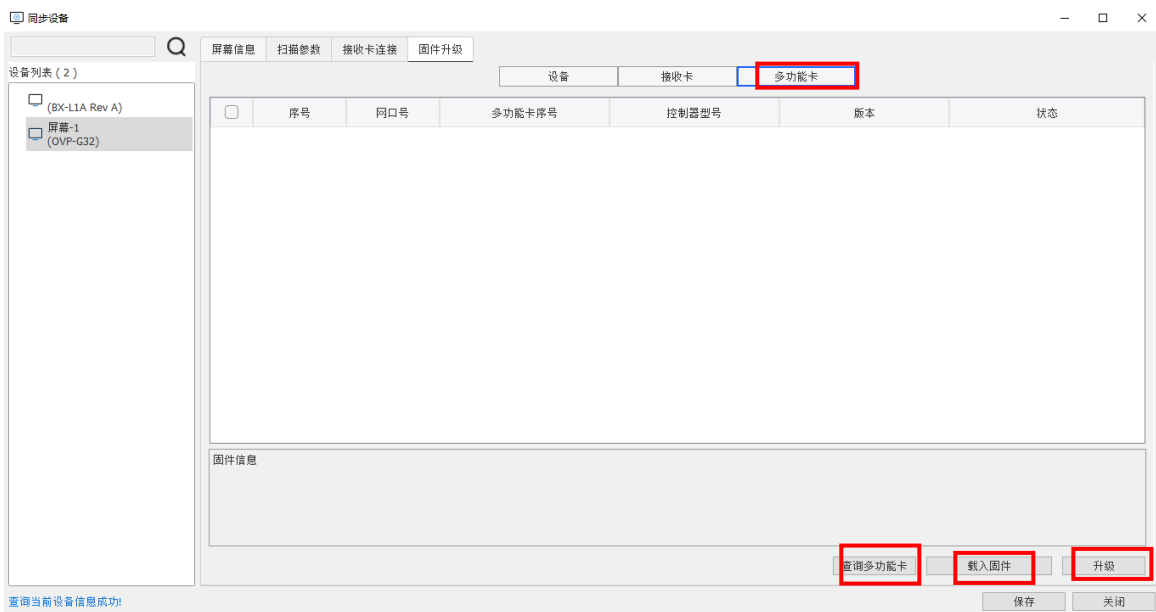 同步设备
设备列表 ( 2 )
(BX-L1A Rev A)
屏幕-1
(OVP-G32)
屏幕信息 扫描参数 接收卡连接 固件升级
设备 接收卡 多功能卡
序号 网口号 多功能卡序号 控制器型号 版本 状态
固件信息
查询多功能卡 载入固件 升级
查询当前设备信息成功! 保存 关闭